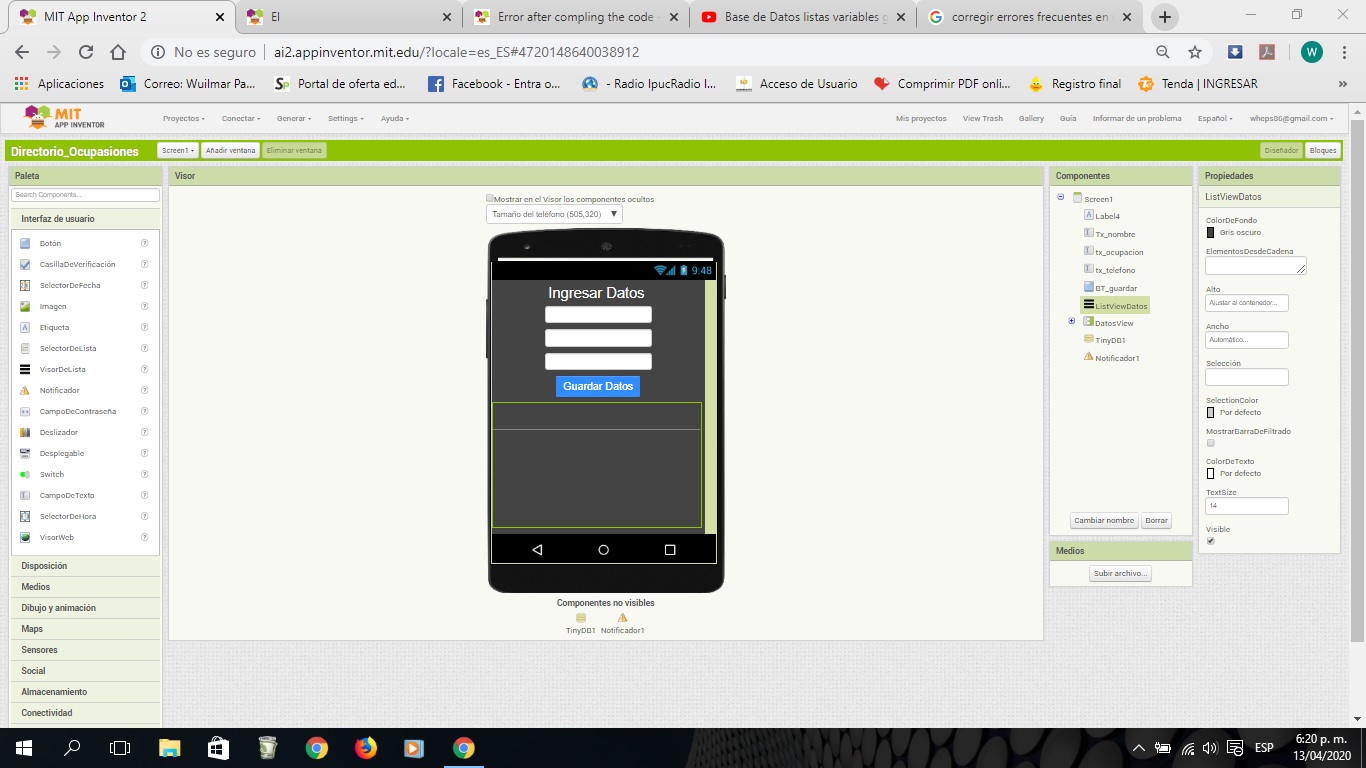 MIT App Inventor 2
El
Error after compling the code
Base de Datos listas variables g
corregir errores frecuentes en
No es seguro
ai2.appinventor.mit.edu/?locale=es_ES#4720148640038912
W
Aplicaciones
Correo: Wuilmar Pa...
Portal de oferta ed...
Facebook - Entra o...
- Radio IpucRadio I...
Acceso de Usuario
Comprimir PDF onli...
Registro final
Tienda | INGRESAR
»
MIT
APP INVENTOR
Proyectos
Conectar
Generar
Settings
Ayuda
Mis proyectos
View Trash
Gallery
Guía
Informar de un problema
Español
wheps86@gmail.com
Directorio_Ocupasiones
Screen1
Añadir ventana
Eliminar ventana
Diseñador
Bloques
Paleta
Search Components...
Interfaz de usuario
Botón
CasillaDeVerificación
SelectorDeFecha
Imagen
Etiqueta
SelectorDeLista
VisorDeLista
Notificador
CampoDeContraseña
Deslizador
Desplegable
Switch
CampoDeTexto
SelectorDeHora
VisorWeb
Disposición
Medios
Dibujo y animación
Maps
Sensores
Social
Almacenamiento
Conectividad
Visor
Mostrar en el Visor los componentes ocultos
Tamaño del teléfono (505,320)
9:48
Ingresar Datos
Guardar Datos
Componentes no visibles
TinyDB1
Notificador1
Componentes
Screen1
Label4
Tx_nombre
tx_ocupacion
tx_telefono
BT_guardar
ListViewDatos
DatosView
TinyDB1
Notificador1
Cambiar nombre
Borrar
Medios
Subir archivo...
Propiedades
ListViewDatos
ColorDeFondo
Gris oscuro
ElementosDesdeCadena
Alto
Ajustar al contenedor...
Ancho
Automático...
Selección
SelectionColor
Por defecto
MostrarBarraDeFiltrado
ColorDeTexto
Por defecto
TextSize
14
Visible
ESP
6:20 p. m.
13/04/2020